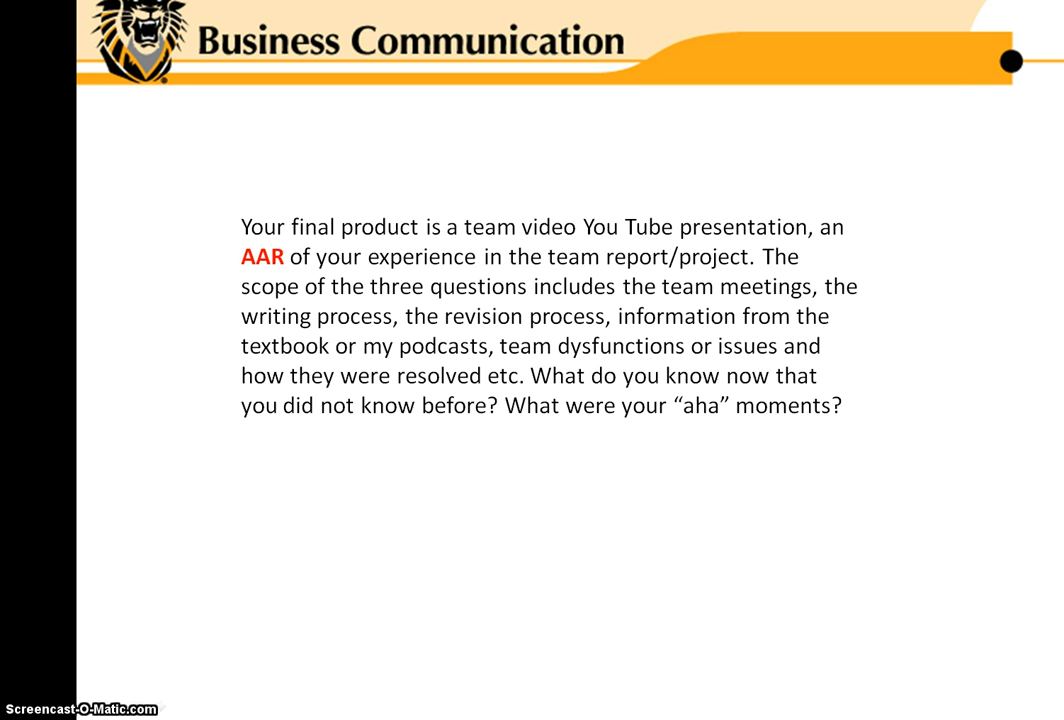 Business Communication
Your final product is a team video You Tube presentation, an
AAR of your experience in the team report/project. The
scope of the three questions includes the team meetings, the
writing process, the revision process, information from the
textbook or my podcasts, team dysfunctions or issues and
how they were resolved etc. What do you know now that
you did not know before? What were your “aha” moments?
Screencast-O-Matic.com